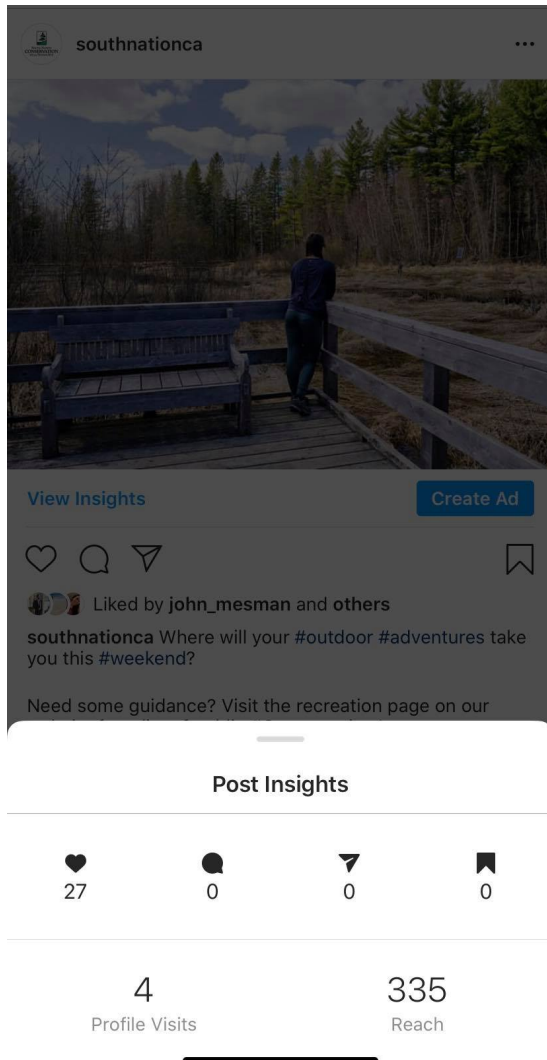 southnationca
View Insights
Create Ad
Liked by john_mesman and others
southnationca Where will your #outdoor #adventures take
you this #weekend?
Need some guidance? Visit the recreation page on our
Post Insights
27
0
0
0
4
335
Profile Visits
Reach